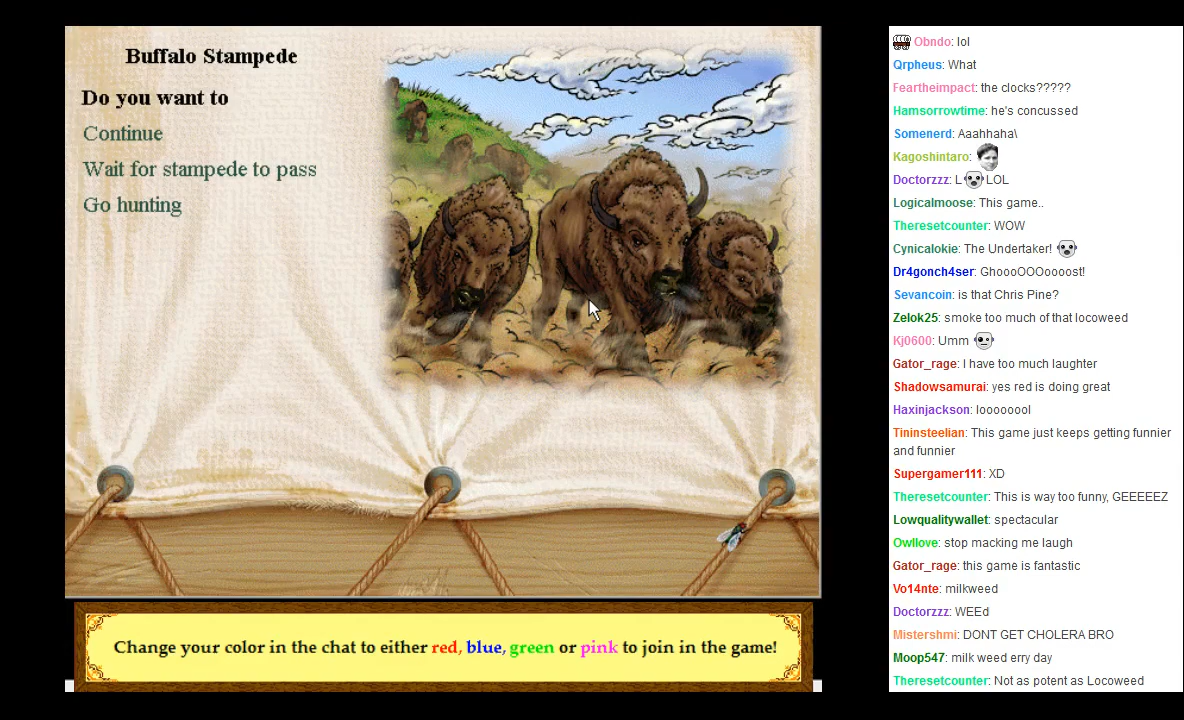 Buffalo Stampede
Do you want to
Continue
Wait for stampede to pass
Go hunting
Change your color in the chat to either red, blue, green or pink to join in the game!
Obndo: lol
Qrpheus: What
Feartheimpact: the clocks?????
Hamsorrowtime: he's concussed
Somenerd: Aaahhaha\
Kagoshintaro:
Doctorzzz: L LOL
Logicalmoose: This game..
Theresetcounter: WOW
Cynicalokie: The Undertaker!
Dr4gonch4ser: GhoooOOOoooost!
Sevancoin: is that Chris Pine?
Zelok25: smoke too much of that locoweed
Kj0600: Umm
Gator_rage: I have too much laughter
Shadowsamurai: yes red is doing great
Haxinjackson: looooool
Tininsteelian: This game just keeps getting funnier
and funnier
Supergamer111: XD
Theresetcounter: This is way too funny, GEEEEEZ
Lowqualitywallet: spectacular
Owllove: stop macking me laugh
Gator_rage: this game is fantastic
Vo14nte: milkweed
Doctorzzz: WEEd
Mistershmi: DONT GET CHOLERA BRO
Moop547: milk weed erry day
Theresetcounter: Not as potent as Locoweed